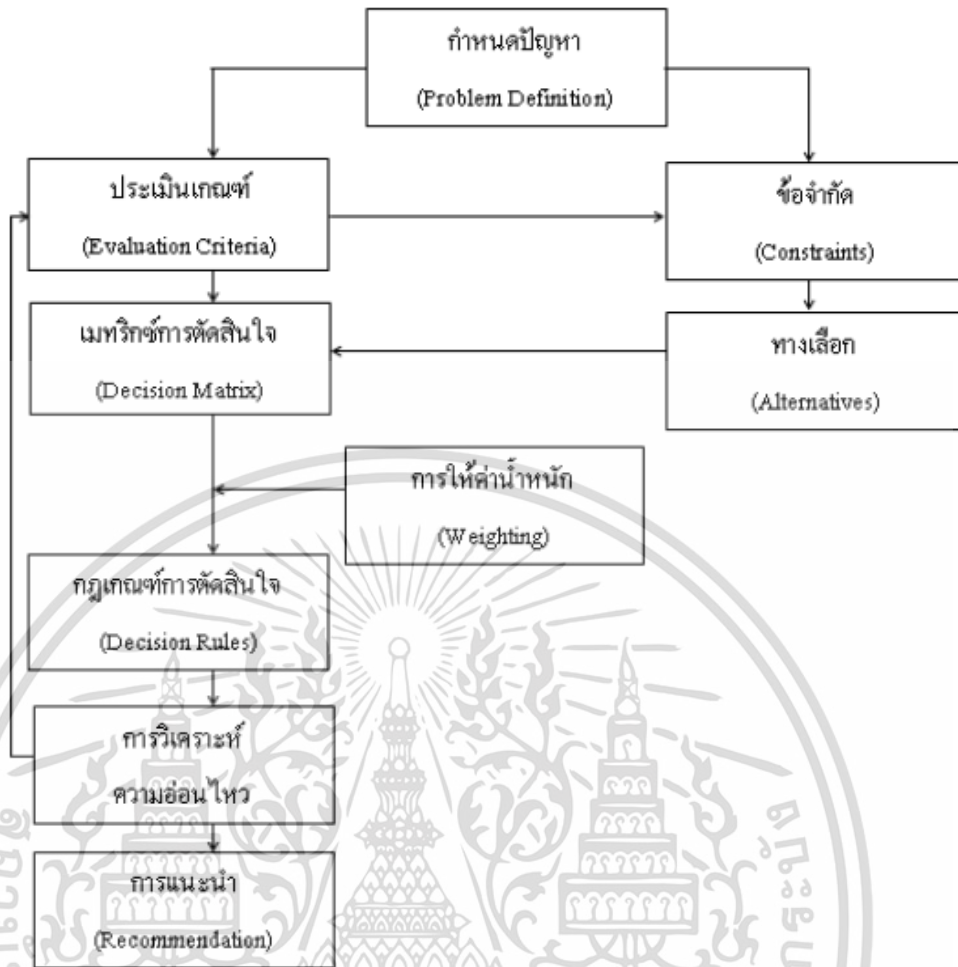 กำหนดปัญหา
(Problem Definition)
ประเมินเกณฑ์
(Evaluation Criteria)
ข้อจำกัด
(Constraints)
เมทริกซ์การตัดสินใจ
(Decision Matrix)
ทางเลือก
(Alternatives)
การให้ค่าน้ำหนัก
(Weighting)
กฎเกณฑ์การตัดสินใจ
(Decision Rules)
การวิเคราะห์
ความอ่อนไหว
การแนะนำ
(Recommendation)